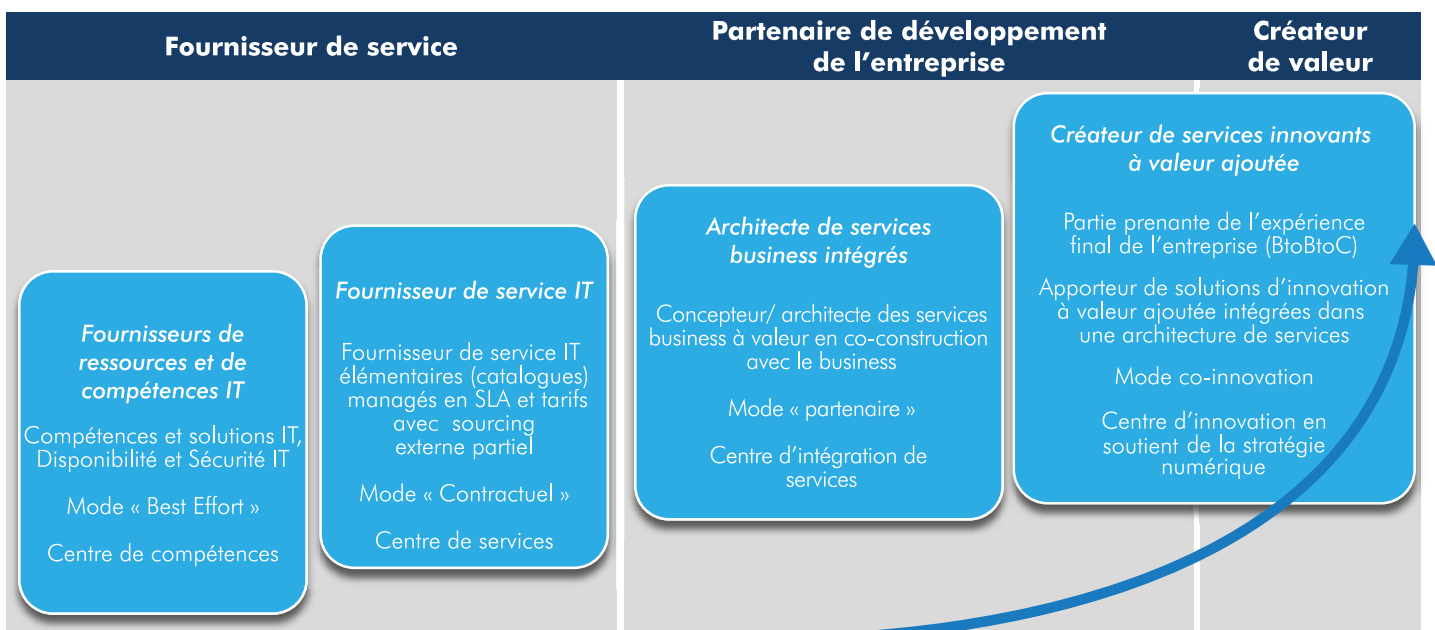 Fournisseur de service
Partenaire de développement
de l’entreprise
Créateur
de valeur
Fournisseurs de
ressources et de
compétences IT
Compétences et solutions IT,
Disponibilité et Sécurité IT
Mode « Best Effort »
Centre de compétences
Fournisseur de service IT
Fournisseur de service IT
élémentaires (catalogues)
managés en SLA et tarifs
avec sourcing
externe partiel
Mode « Contractuel »
Centre de services
Architecte de services
business intégrés
Concepteur/ architecte des services
business à valeur en co-construction
avec le business
Mode « partenaire »
Centre d’intégration de
services
Créateur de services innovants
à valeur ajoutée
Partie prenante de l’expérience
final de l’entreprise (BtoBtoC)
Apporteur de solutions d’innovation
à valeur ajoutée intégrées dans
une architecture de services
Mode co-innovation
Centre d’innovation en
soutient de la stratégie
numérique